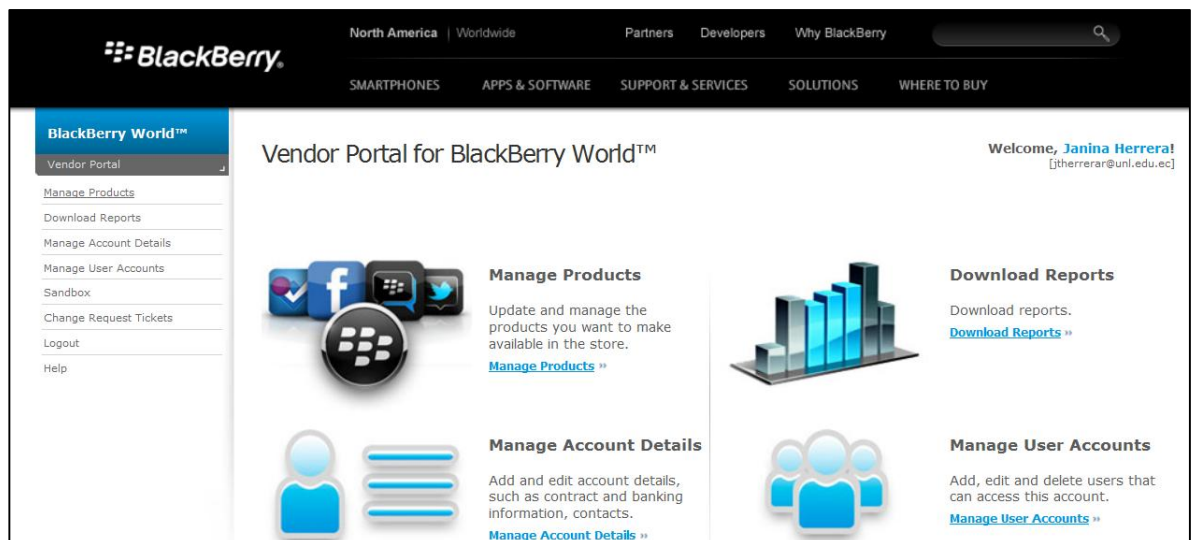 BlackBerry®
North America | Worldwide
Partners Developers Why BlackBerry
SMARTPHONES APPS & SOFTWARE SUPPORT & SERVICES SOLUTIONS WHERE TO BUY
BlackBerry World™
Vendor Portal
Manage Products
Download Reports
Manage Account Details
Manage User Accounts
Sandbox
Change Request Tickets
Logout
Help
Vendor Portal for BlackBerry World™
Welcome, Janina Herrera!
[jtherrerar@unl.edu.ec]
Manage Products
Update and manage the
products you want to make
available in the store.
Manage Products »
Download Reports
Download reports.
Download Reports »
Manage Account Details
Add and edit account details,
such as contract and banking
information, contacts.
Manage Account Details »
Manage User Accounts
Add, edit and delete users that
can access this account.
Manage User Accounts »